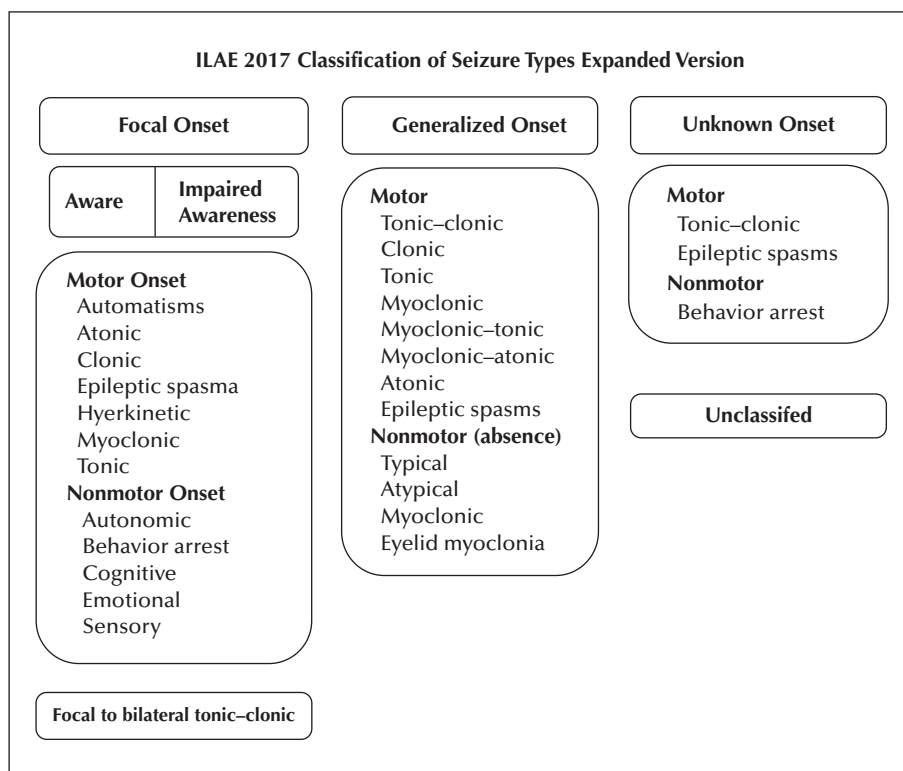 ILAE 2017 Classification of Seizure Types Expanded Version
Focal Onset
Aware
Impaired
Awareness
Motor Onset
Automatisms
Atonic
Clonic
Epileptic spasma
Hyerkinetic
Myoclonic
Tonic
Nonmotor Onset
Autonomic
Behavior arrest
Cognitive
Emotional
Sensory
Focal to bilateral tonic–clonic
Generalized Onset
Motor
Tonic–clonic
Clonic
Tonic
Myoclonic
Myoclonic–tonic
Myoclonic–atonic
Atonic
Epileptic spasms
Nonmotor (absence)
Typical
Atypical
Myoclonic
Eyelid myoclonia
Unknown Onset
Motor
Tonic–clonic
Epileptic spasms
Nonmotor
Behavior arrest
Unclassifed